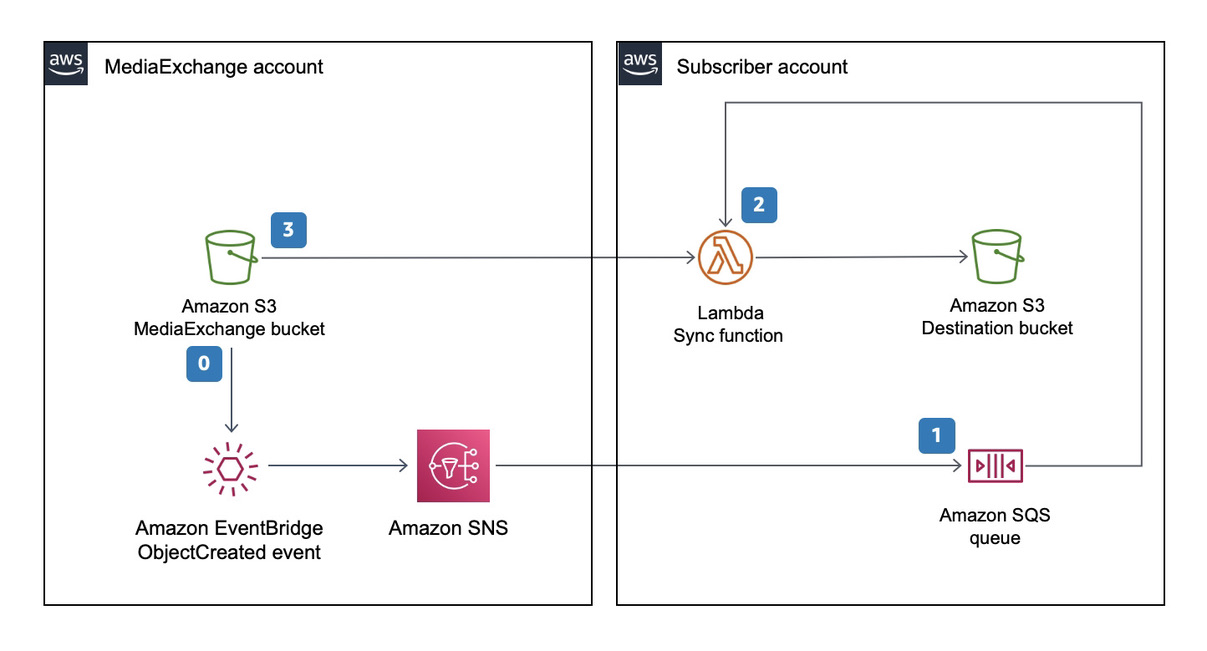 aws
MediaExchange account
aws
Subscriber account
3
2
Amazon S3
MediaExchange bucket
Lambda
Sync function
Amazon S3
Destination bucket
0
1
Amazon EventBridge
ObjectCreated event
Amazon SNS
Amazon SQS
queue